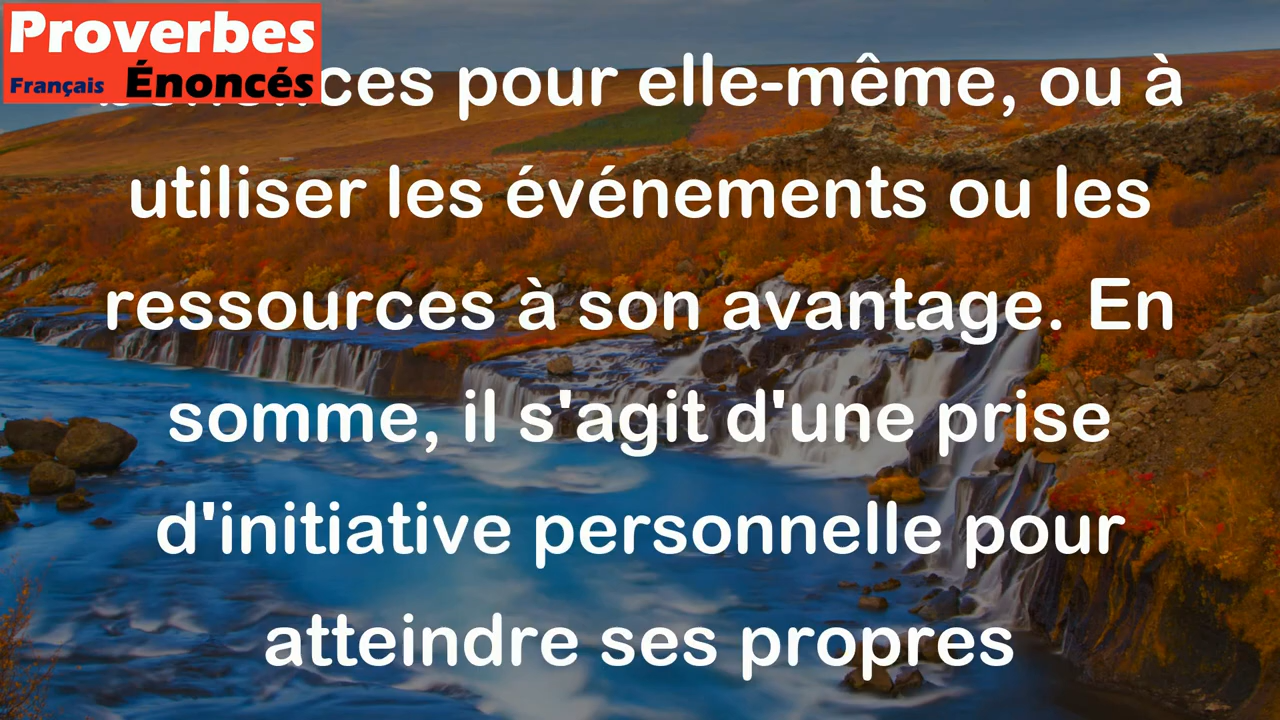 Proverbes
Français Énoncés
pour elle-même, ou à
utiliser les événements ou les
ressources à son avantage. En
somme, il s'agit d'une prise
d'initiative personnelle pour
atteindre ses propres